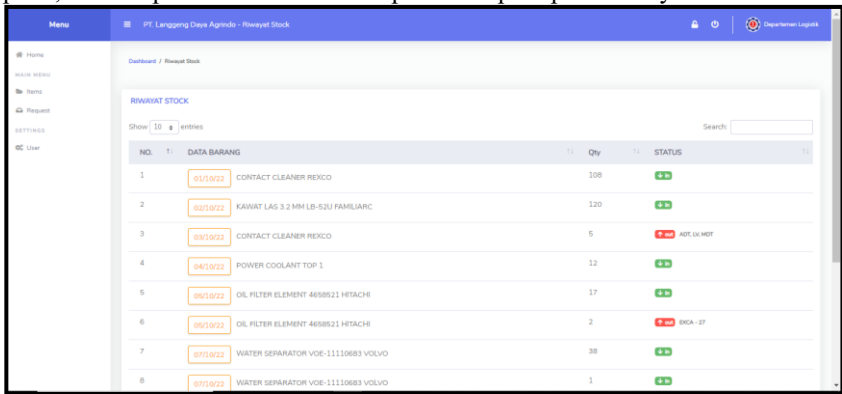 Menu
PT. Langgeng Daya Agrindo - Riwayat Stock
Departemen Logistik
Home
MAIN MENU
Items
Request
SETTINGS
User
Dashboard / Riwayat Stock
RIWAYAT STOCK
Show 10 entries
Search:
NO. DATA BARANG Qty STATUS
1 01/10/22 CONTACT CLEANER REXCO 108 in
2 02/10/22 KAWAT LAS 3.2 MM LB-52U FAMILIARC 120 in
3 03/10/22 CONTACT CLEANER REXCO 5 out ADT, LV, HDT
4 04/10/22 POWER COOLANT TOP 1 12 in
5 05/10/22 OIL FILTER ELEMENT 4658521 HITACHI 17 in
6 05/10/22 OIL FILTER ELEMENT 4658521 HITACHI 2 out EXCA - 27
7 07/10/22 WATER SEPARATOR VOE-11110683 VOLVO 38 in
8 07/10/22 WATER SEPARATOR VOE-11110683 VOLVO 1 in